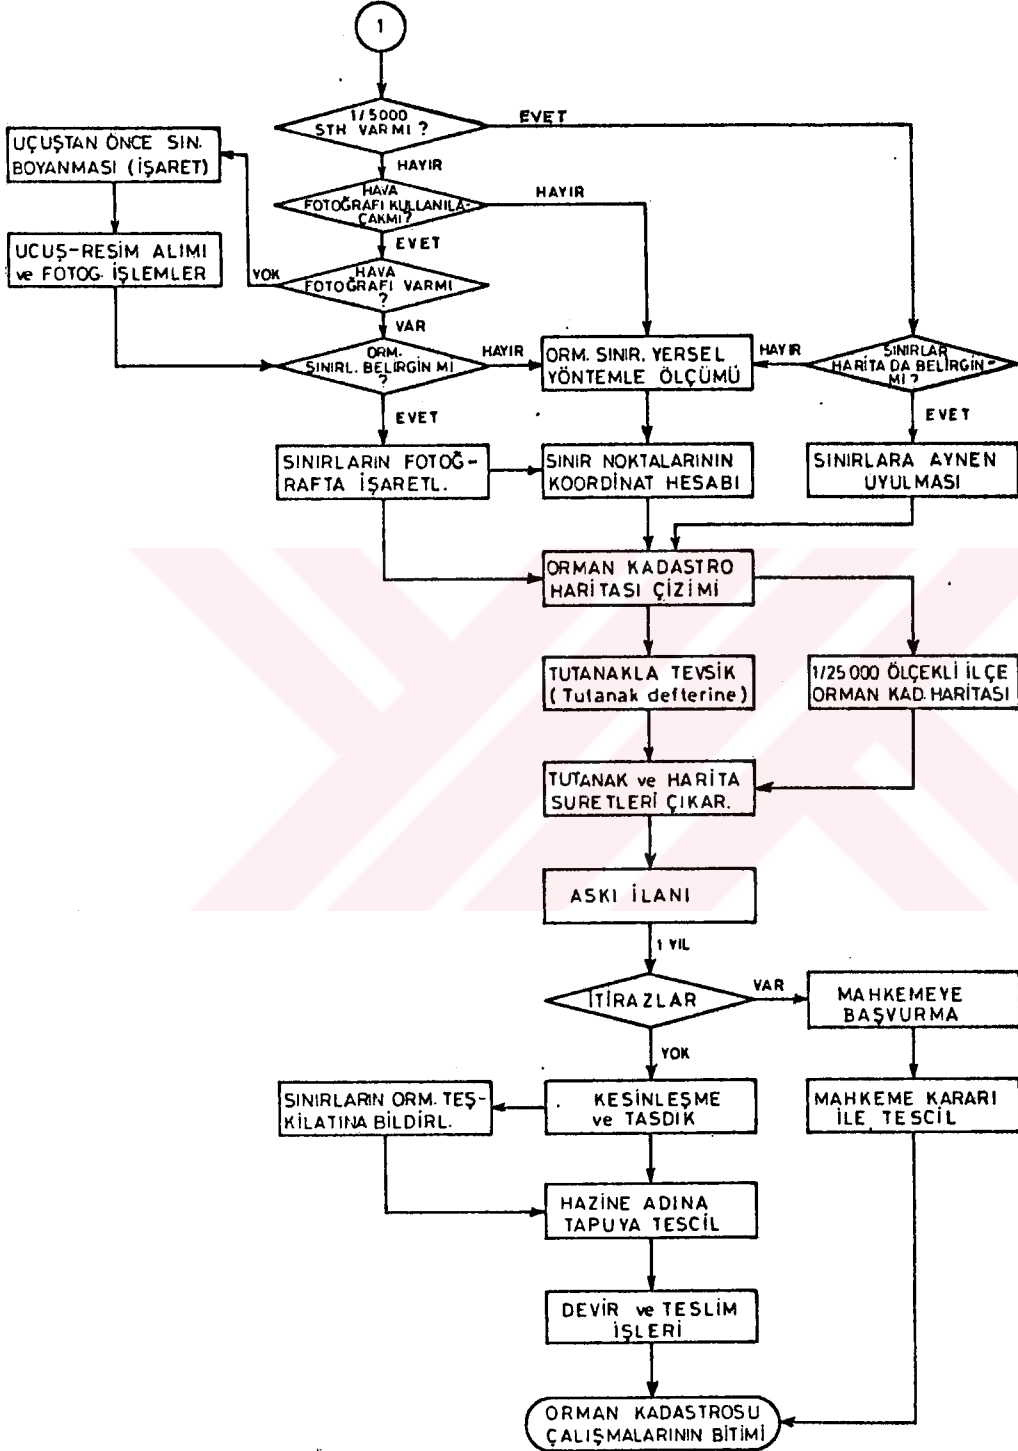 1
1/5000
STH VARMI ?
EVET
UÇUŞTAN ÖNCE SIN.
BOYANMASI (İŞARET)
HAYIR
HAVA
FOTOĞRAFI KULLANILA-
ÇAKMI ?
HAYIR
EVET
UCUŞ-RESİM ALIMI
ve FOTOG. İŞLEMLER
YOK
HAVA
FOTOĞRAFI VARMI
?
VAR
ORM.
SINIRL. BELIRGİN Mİ
?
HAYIR
ORM. SINIR. YERSEL
YÖNTEMLE ÖLÇÜMÜ
HAYIR
SINIRLAR
HARİTA DA BELIRGİN-
Mİ ?
EVET
EVET
SINIRLARIN FOTOĞ-
RAFTA İŞARETL.
SINIR NOKTALARININ
KOORDİNAT HESABI
SINIRLARA AYNEN
UYULMASI
ORMAN KADASTRO
HARİTASI ÇİZİMİ
TUTANAKLA TEVSİK
(Tutanak defterine)
1/25 000 ÖLÇEKLİ İLÇE
ORMAN KAD. HARİTASI
TUTANAK ve HARİTA
SURETLERİ ÇIKAR.
ASKI İLANI
1 YIL
İTİRAZLAR
VAR
MAHKEMEYE
BAŞVURMA
YOK
SINIRLARIN ORM. TEŞ-
KİLATINA BİLDİRL.
KESİNLEŞME
ve TASDİK
MAHKEME KARARI
İLE TESCİL
HAZİNE ADINA
TAPUYA TESCİL
DEVİR ve TESLİM
İŞLERİ
ORMAN KADASTROSU
ÇALIŞMALARININ BİTİMİ